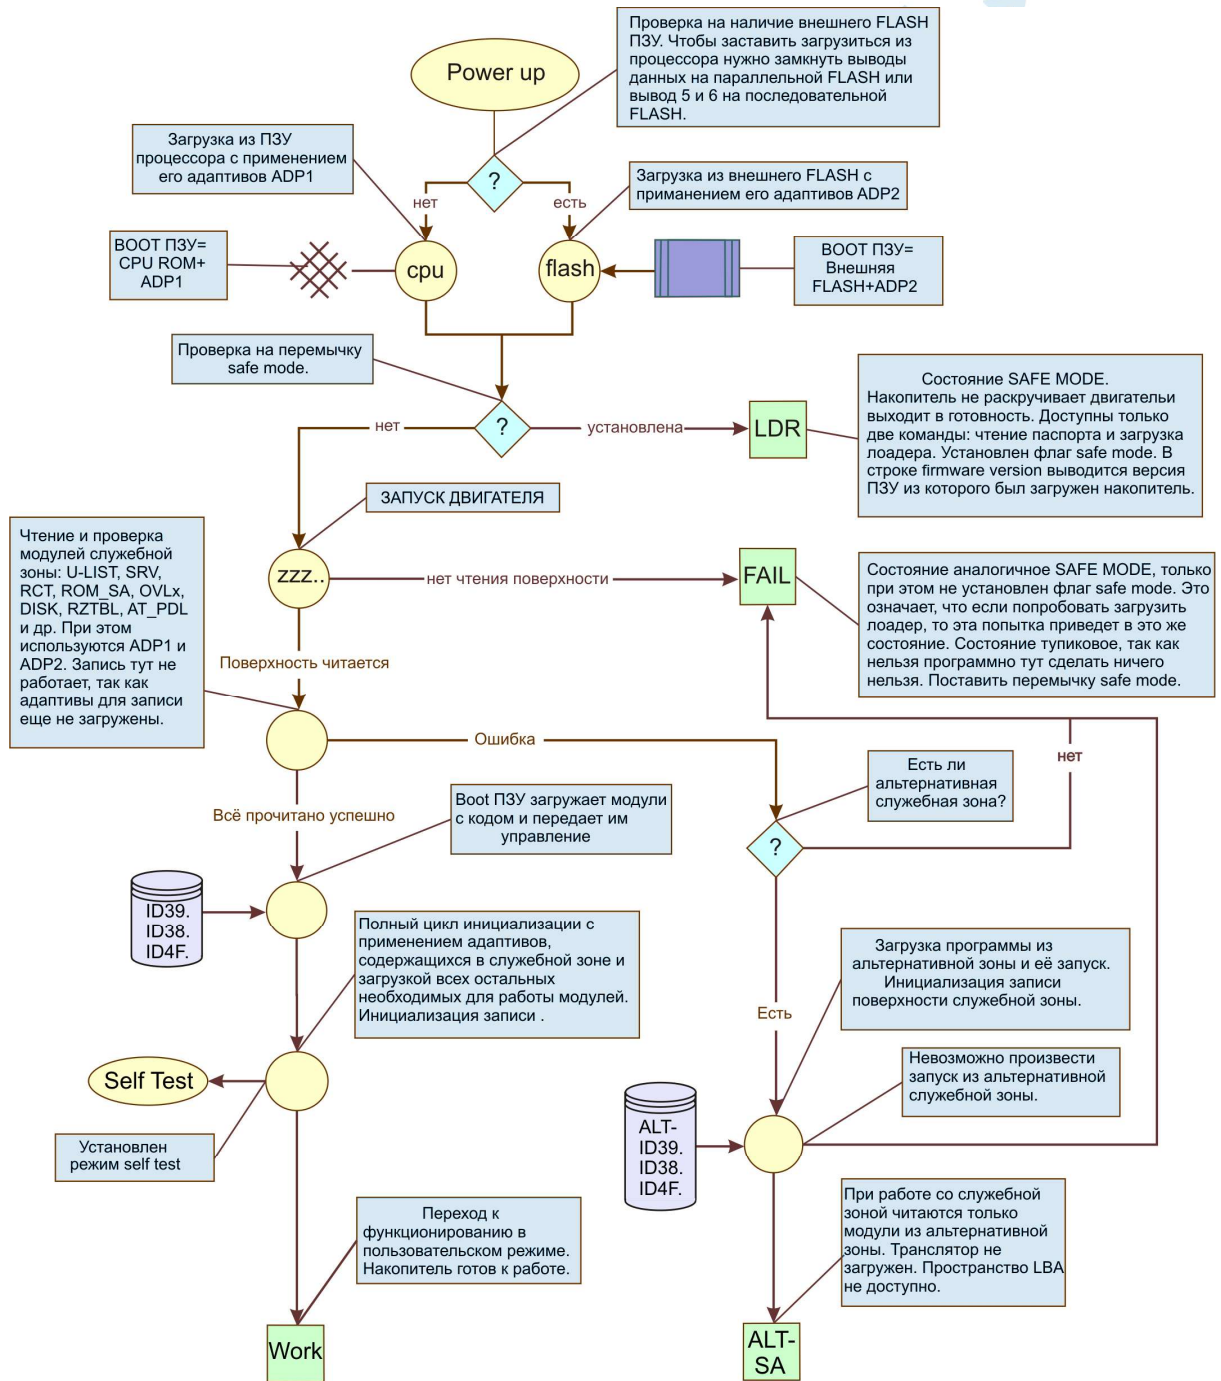 Power up
Проверка на наличие внешнего FLASH
ПЗУ. Чтобы заставить загрузиться из
процессора нужно замкнуть выводы
данных на параллельной FLASH или
вывод 5 и 6 на последовательной
FLASH.
Загрузка из ПЗУ
процессора с применением
его адаптивов ADP1
?
Загрузка из внешнего FLASH с
приманением его адаптивов ADP2
нет
есть
BOOT ПЗУ=
CPU ROM+
ADP1
cpu
flash
BOOT ПЗУ=
Внешняя
FLASH+ADP2
Проверка на перемычку
safe mode.
нет
?
установлена
LDR
Состояние SAFE MODE.
Накопитель не раскручивает двигательи
выходит в готовность. Доступны только
две команды: чтение паспорта и загрузка
лоадера. Установлен флаг safe mode. В
строке firmware version выводится версия
ПЗУ из которого был загружен накопитель.
ЗАПУСК ДВИГАТЕЛЯ
Чтение и проверка
модулей служебной
зоны: U-LIST, SRV,
RCT, ROM_SA, OVLx,
DISK, RZTBL, AT_PDL
и др. При этом
используются ADP1 и
ADP2. Запись тут не
работает, так как
адаптивы для записи
еще не загружены.
zzz..
нет чтения поверхности
FAIL
Состояние аналогичное SAFE MODE, только
при этом не установлен флаг safe mode. Это
означает, что если попробовать загрузить
лоадер, то эта попытка приведет в это же
состояние. Состояние тупиковое, так как
нельзя программно тут сделать ничего
нельзя. Поставить перемычку safe mode.
Поверхность читается
Ошибка
нет
Есть ли
альтернативная
служебная зона?
Всё прочитано успешно
Boot ПЗУ загружает модули
с кодом и передает им
управление
?
ID39.
ID38.
ID4F.
Полный цикл инициализации с
применением адаптивов,
содержащихся в служебной зоне и
загрузкой всех остальных
необходимых для работы модулей.
Инициализация записи .
Загрузка программы из
альтернативной зоны и её запуск.
Инициализация записи
поверхности служебной зоны.
Есть
Self Test
Невозможно произвести
запуск из альтернативной
служебной зоны.
Установлен
режим self test
ALT-
ID39.
ID38.
ID4F.
Переход к
функционированию в
пользовательском режиме.
Накопитель готов к работе.
При работе со служебной
зоной читаются только
модули из альтернативной
зоны. Транслятор не
загружен. Пространство LBA
не доступно.
Work
ALT-
SA